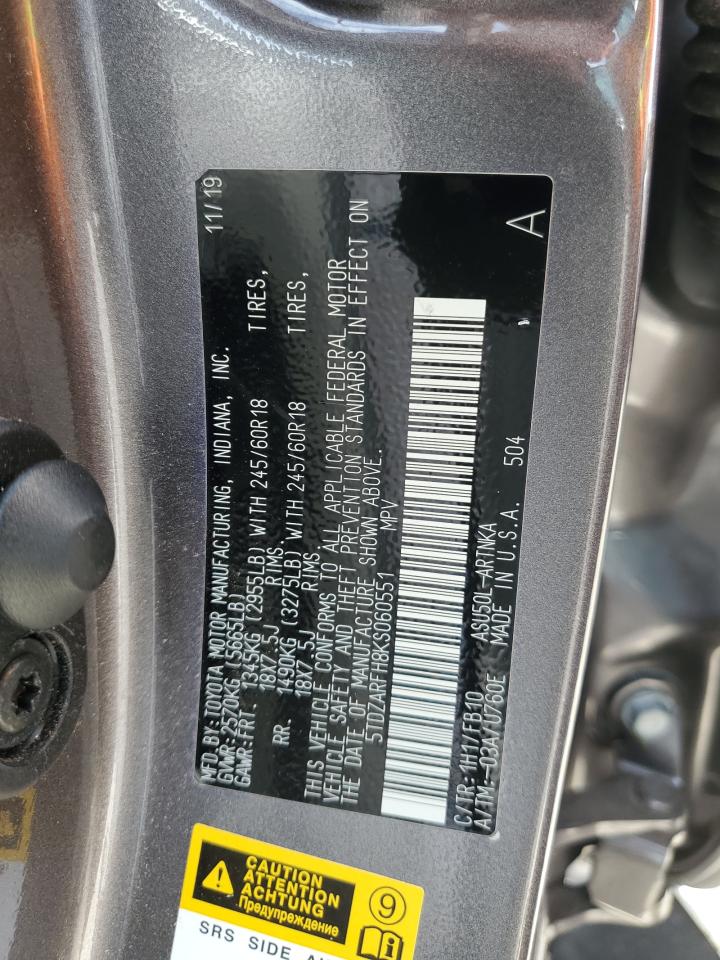 MFD.BY:TOYOTA MOTOR MANUFACTURING, INDIANA, INC. 11/19
GVWR:2570KG (5665LB)
GAWR:FRT. 1345KG (2955LB) WITH 245/60R18 TIRES,
18X7.5J RIMS,
RR. 1490KG (3275LB) WITH 245/60R18 TIRES,
18X7.5J RIMS.
THIS VEHICLE CONFORMS TO ALL APPLICABLE FEDERAL MOTOR
VEHICLE SAFETY AND THEFT PREVENTION STANDARDS IN EFFECT ON
THE DATE OF MANUFACTURE SHOWN ABOVE.
5TDZARFH8KS060551 MPV
C/TR:1H1/FB10 ASU50L-ARTNKA
A/TM:-03A/U760E MADE IN U.S.A. 504
A
CAUTION
ATTENTION
ACHTUNG
Предупреждение
9
i
SRS SIDE